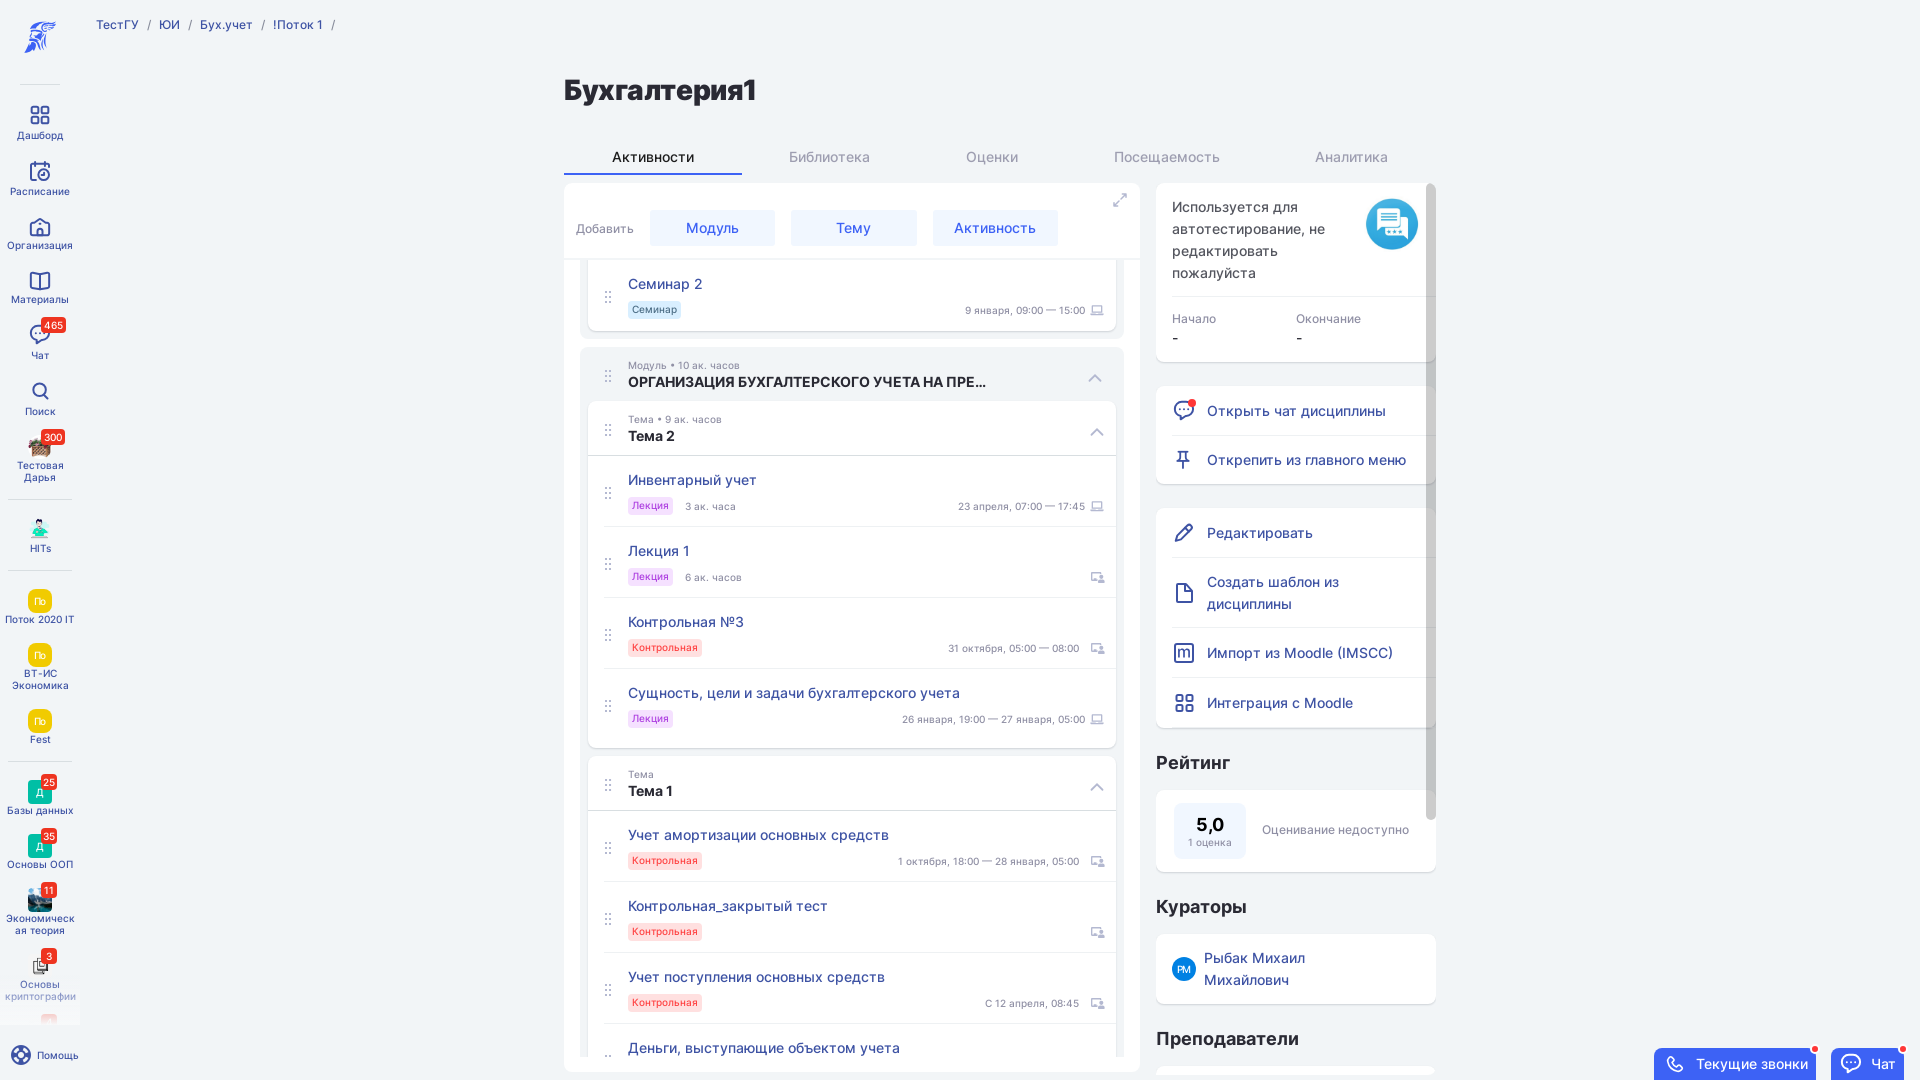 ТестГУ / ЮИ / Бух.учет / !Поток 1 /
Дашборд
Расписание
Организация
Материалы
465
Чат
Поиск
300
Тестовая
Дарья
HITs
По
Поток 2020 IT
По
ВТ-ИС
Экономика
По
Fest
25
Д
Базы данных
35
Д
Основы ООП
11
Экономическ
ая теория
3
Основы
криптографии
Помощь
Бухгалтерия1
Активности
Библиотека
Оценки
Посещаемость
Аналитика
Добавить
Модуль
Тему
Активность
Семинар 2
Семинар
9 января, 09:00 — 15:00
Модуль • 10 ак. часов
ОРГАНИЗАЦИЯ БУХГАЛТЕРСКОГО УЧЕТА НА ПРЕ...
Тема • 9 ак. часов
Тема 2
Инвентарный учет
Лекция 3 ак. часа 23 апреля, 07:00 — 17:45
Лекция 1
Лекция 6 ак. часов
Контрольная №3
Контрольная 31 октября, 05:00 — 08:00
Сущность, цели и задачи бухгалтерского учета
Лекция 26 января, 19:00 — 27 января, 05:00
Тема
Тема 1
Учет амортизации основных средств
Контрольная 1 октября, 18:00 — 28 января, 05:00
Контрольная_закрытый тест
Контрольная
Учет поступления основных средств
Контрольная С 12 апреля, 08:45
Деньги, выступающие объектом учета
Используется для
автотестирование, не
редактировать
пожалуйста
Начало Окончание
- -
Открыть чат дисциплины
Открепить из главного меню
Редактировать
Создать шаблон из
дисциплины
m Импорт из Moodle (IMSCC)
Интеграция с Moodle
Рейтинг
5,0
1 оценка
Оценивание недоступно
Кураторы
РМ
Рыбак Михаил
Михайлович
Преподаватели
Текущие звонки
Чат